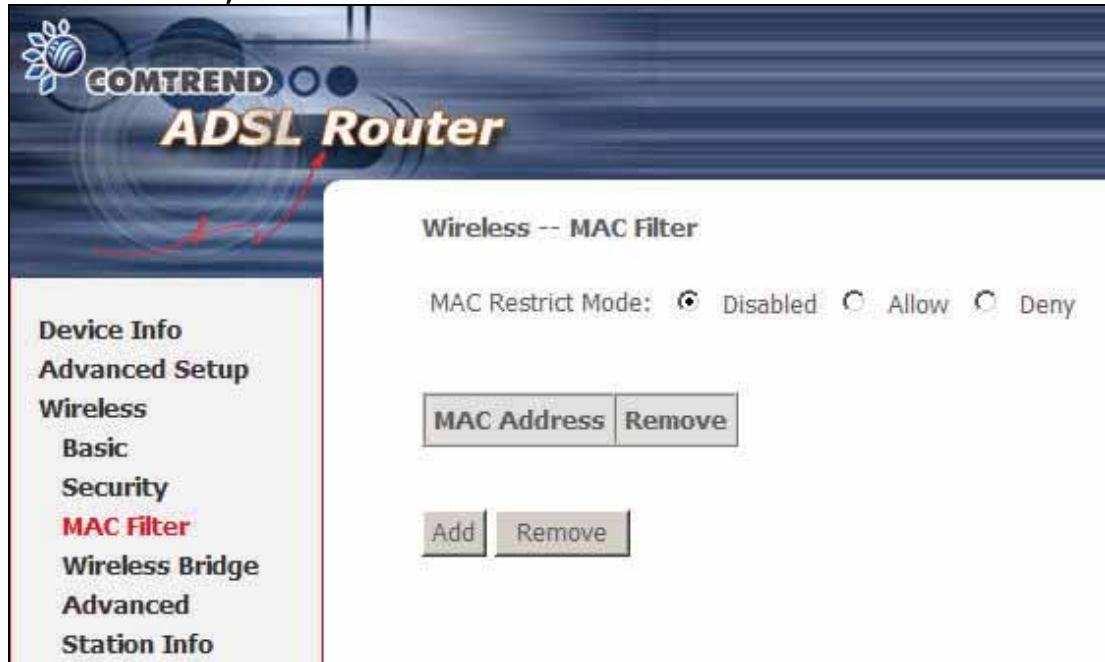 COMTREND
ADSL Router
Wireless -- MAC Filter
MAC Restrict Mode: Disabled Allow Deny
MAC Address Remove
Add Remove
Device Info
Advanced Setup
Wireless
Basic
Security
MAC Filter
Wireless Bridge
Advanced
Station Info